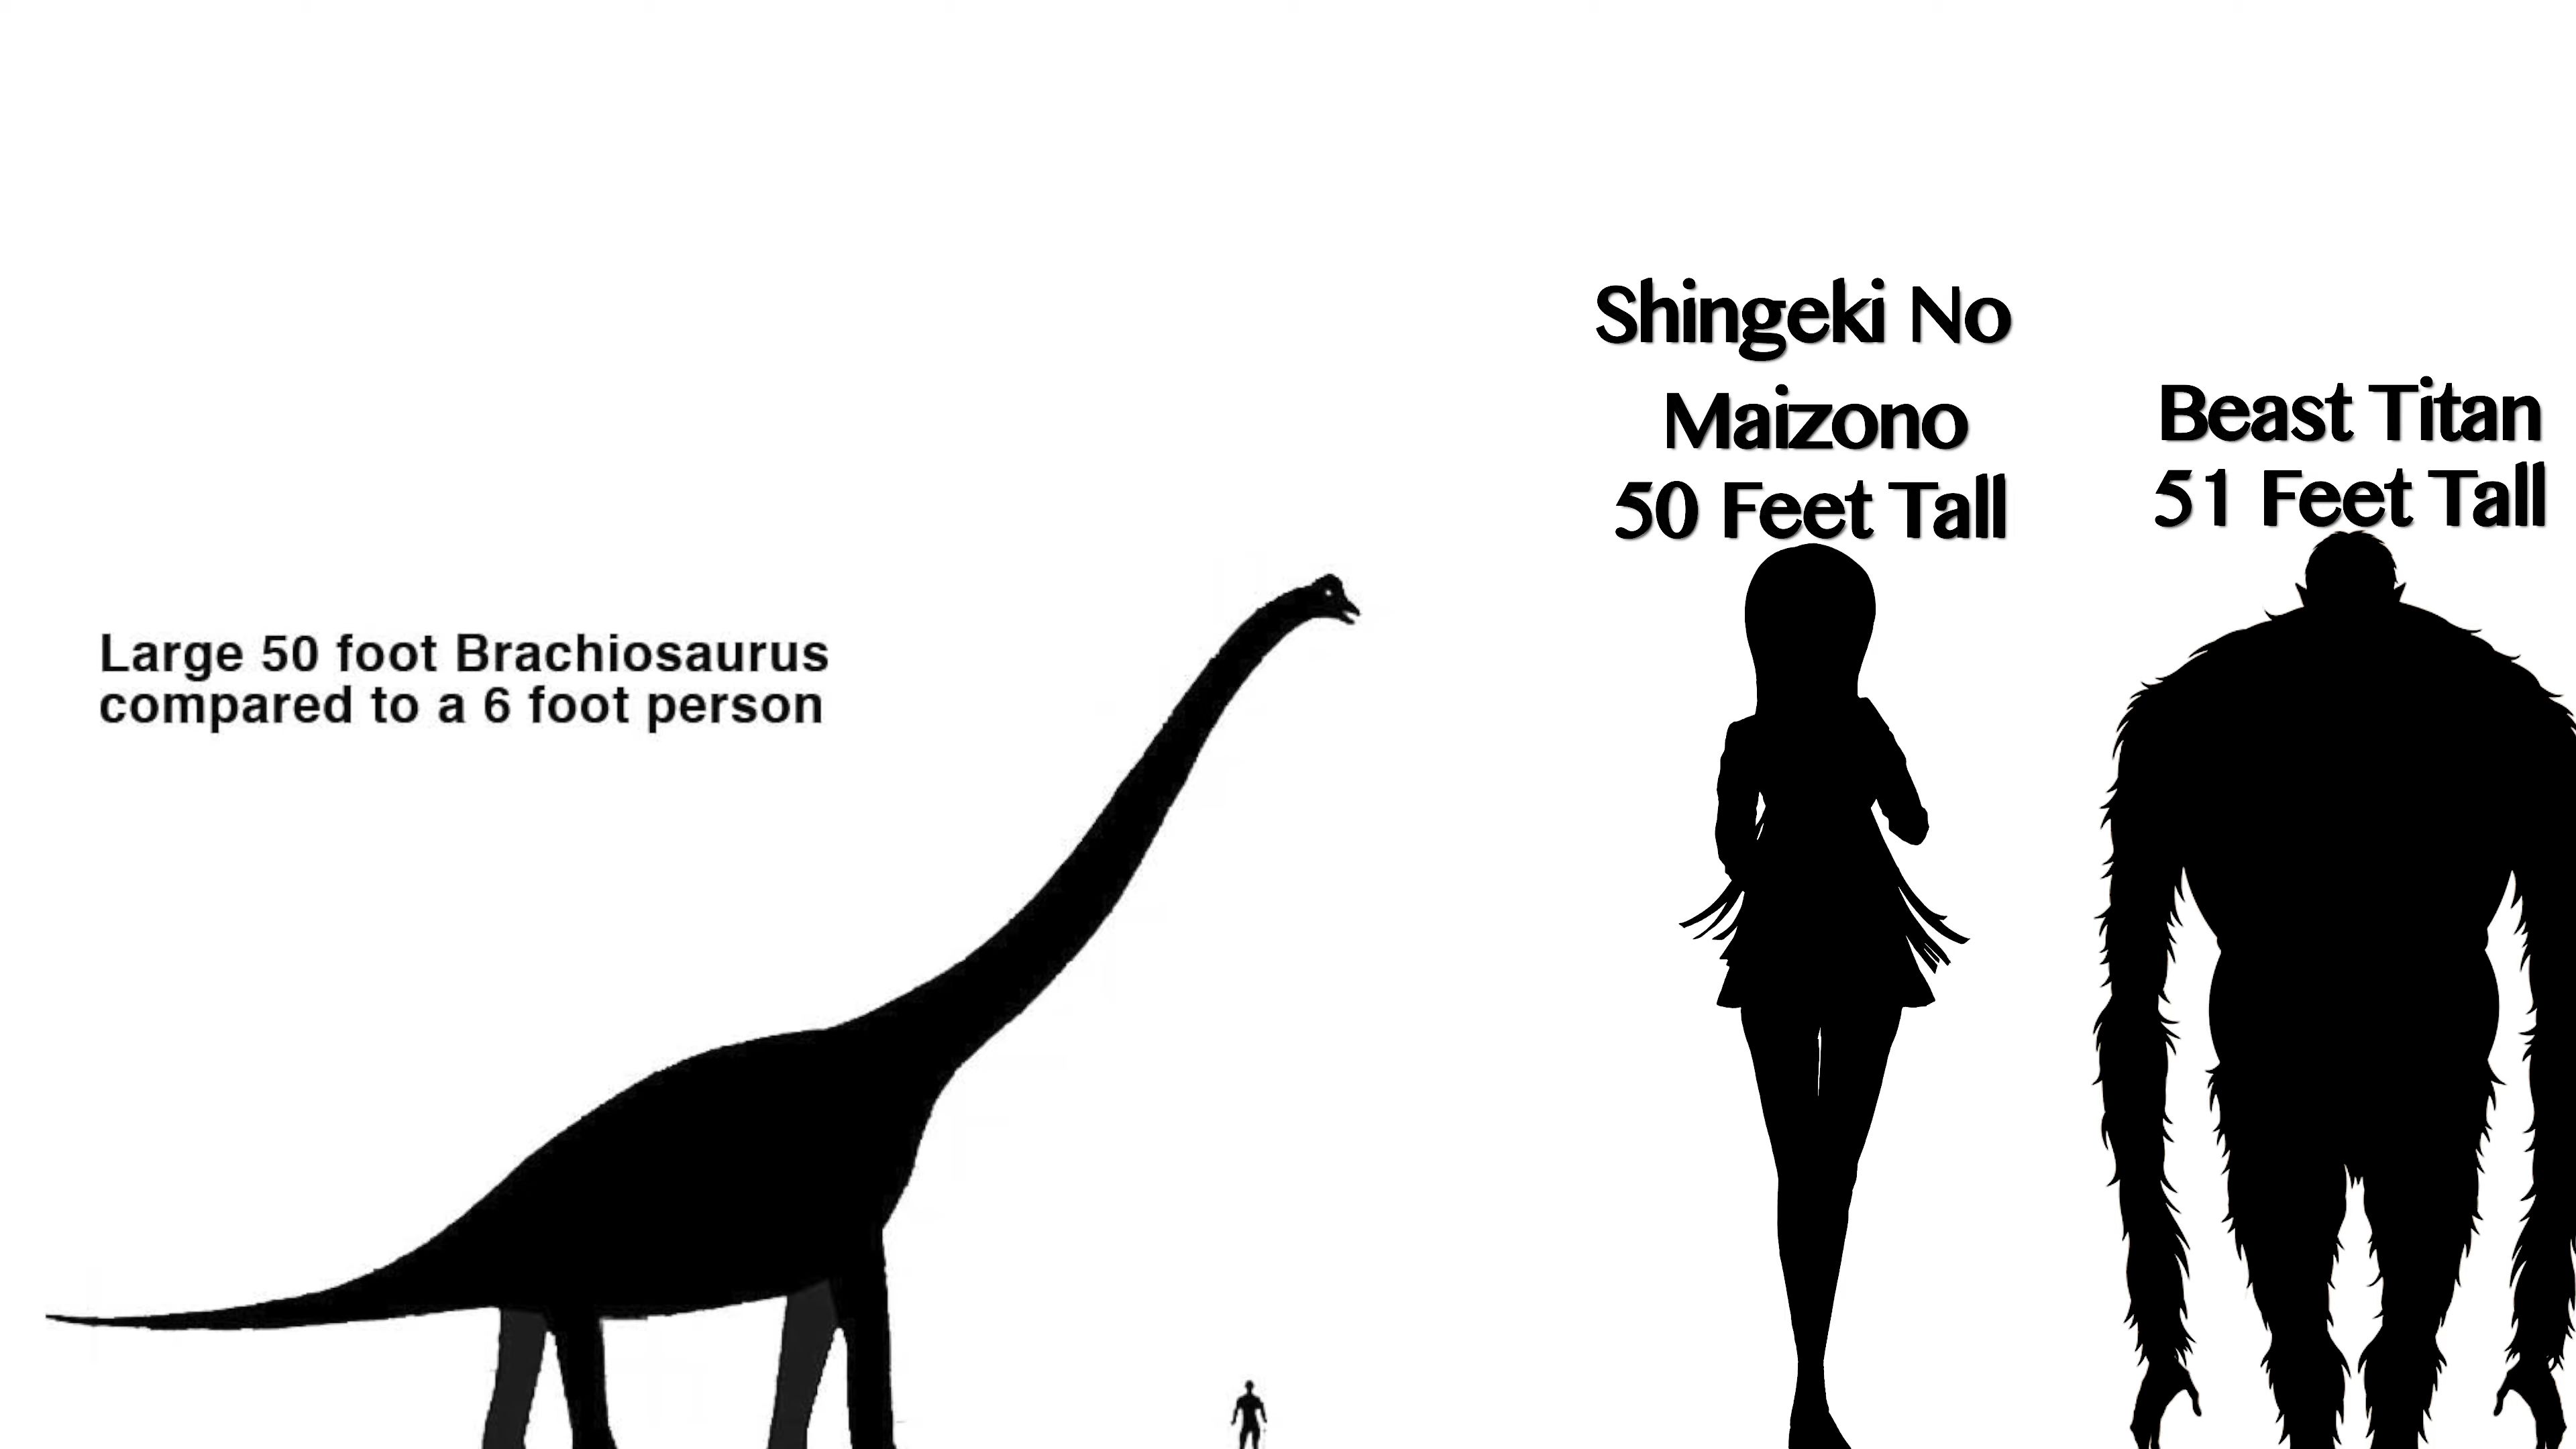 Shingeki No
Maizono
50 Feet Tall
Beast Titan
51 Feet Tall
Large 50 foot Brachiosaurus
compared to a 6 foot person